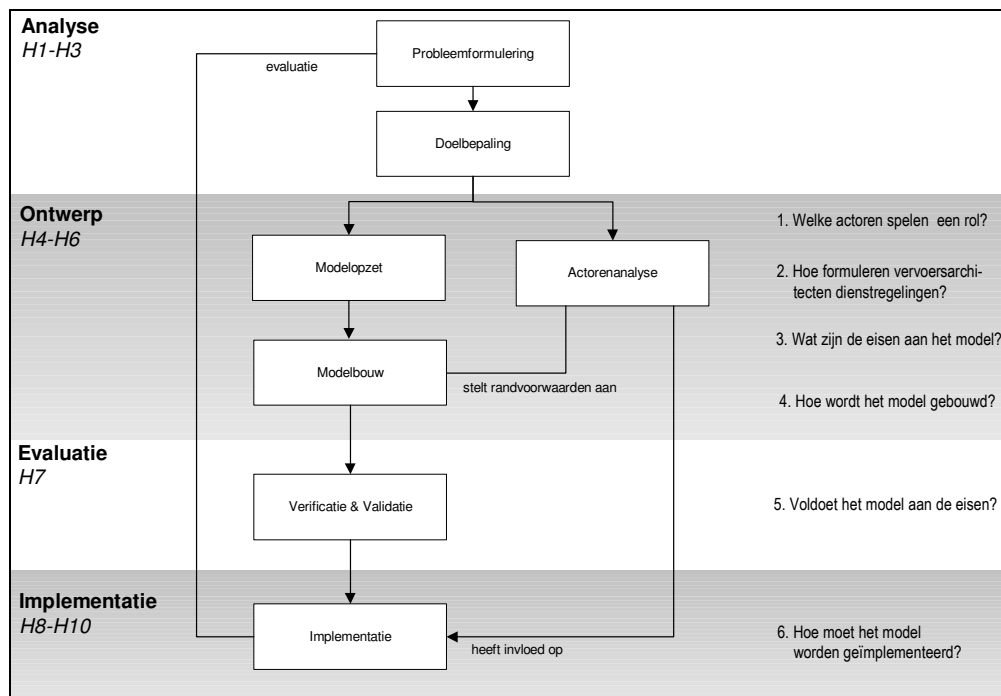 Analyse
H1-H3
Probleemformulering
evaluatie
Doelbepaling
Ontwerp
H4-H6
1. Welke actoren spelen een rol?
Modelopzet
Actorenanalyse
2. Hoe formuleren vervoersarchi-
tecten dienstregelingen?
3. Wat zijn de eisen aan het model?
Modelbouw
stelt randvoorwaarden aan
4. Hoe wordt het model gebouwd?
Evaluatie
H7
Verificatie & Validatie
5. Voldoet het model aan de eisen?
Implementatie
H8-H10
Implementatie
heeft invloed op
6. Hoe moet het model
worden geïmplementeerd?